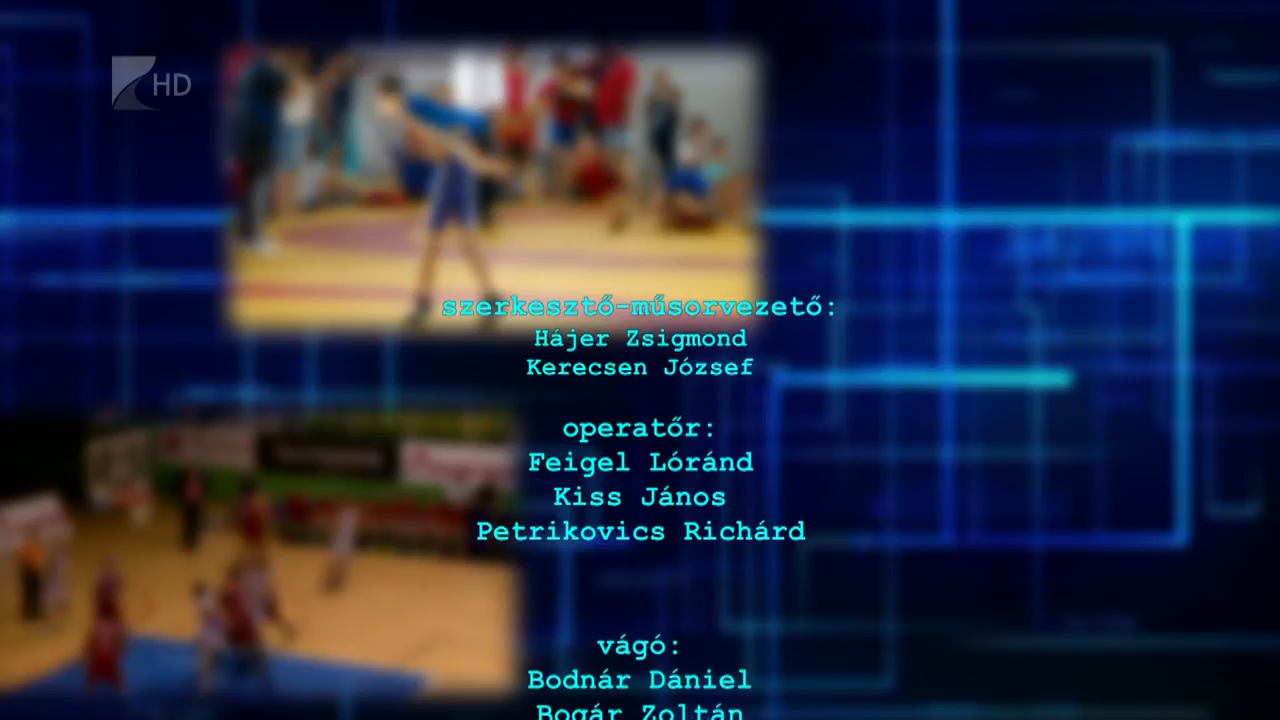 HD
szerkesztő-műsorvezető:
Hájer Zsigmond
Kerecsen József
operatőr:
Feigel Lóránd
Kiss János
Petrikovics Richárd
vágó:
Bodnár Dániel
Bogár Zoltán